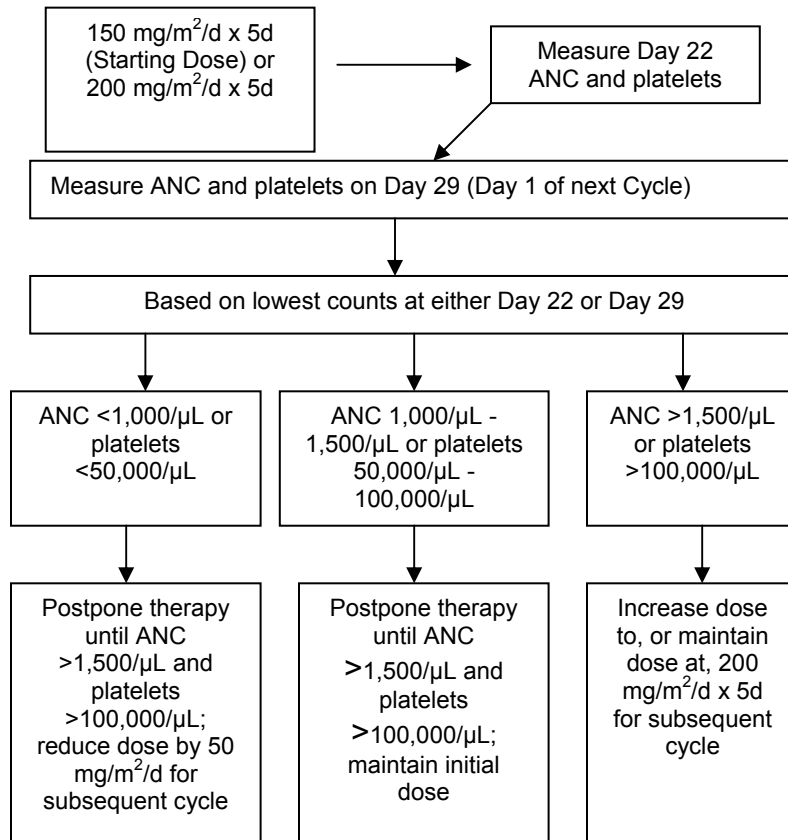 150 mg/m²/d x 5d
(Starting Dose) or
200 mg/m²/d x 5d
Measure Day 22
ANC and platelets
Measure ANC and platelets on Day 29 (Day 1 of next Cycle)
Based on lowest counts at either Day 22 or Day 29
ANC <1,000/µL or
platelets
<50,000/µL
ANC 1,000/µL -
1,500/µL or platelets
50,000/µL -
100,000/µL
ANC >1,500/µL
or platelets
>100,000/µL
Postpone therapy
until ANC
>1,500/µL and
platelets
>100,000/µL;
reduce dose by 50
mg/m²/d for
subsequent cycle
Postpone therapy
until ANC
>1,500/µL and
platelets
>100,000/µL;
maintain initial
dose
Increase dose
to, or maintain
dose at, 200
mg/m²/d x 5d
for subsequent
cycle